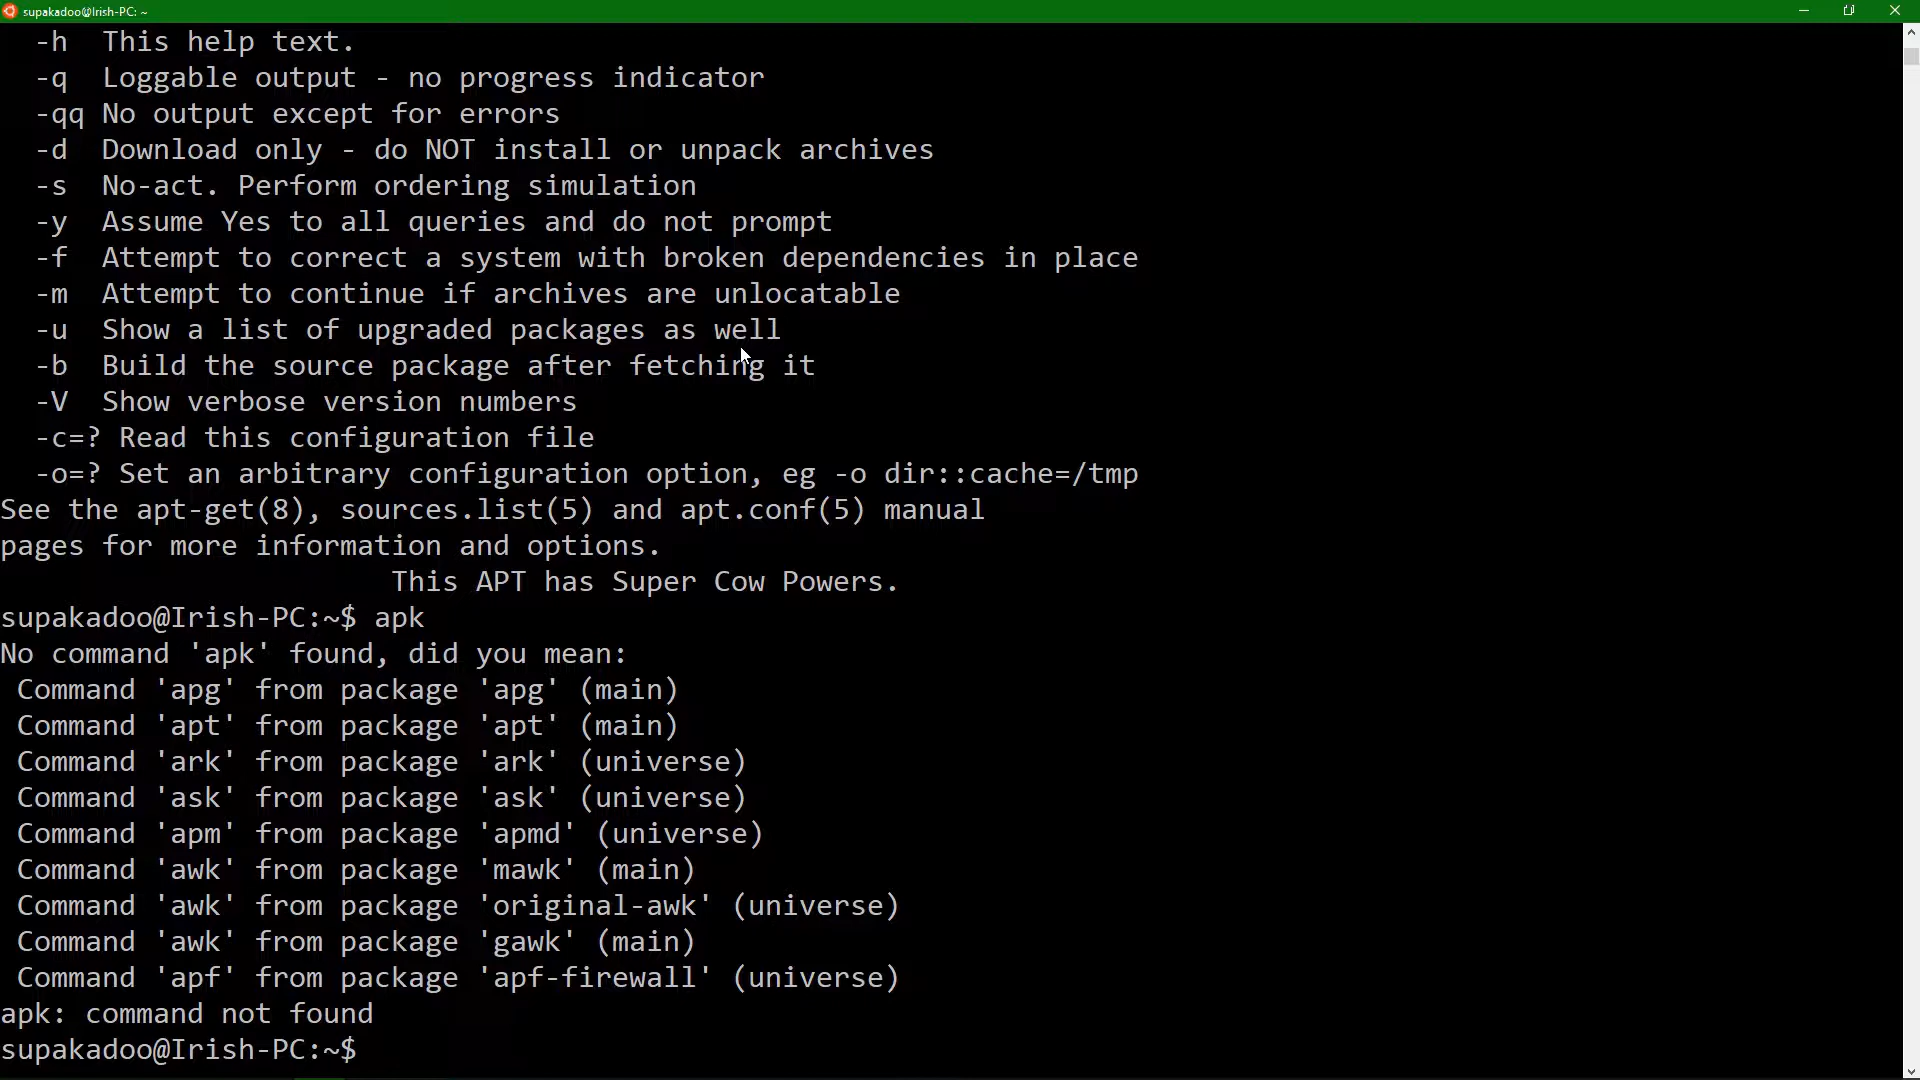 supakadoo@Irish-PC: ~
-h  This help text.
-q  Loggable output - no progress indicator
-qq No output except for errors
-d  Download only - do NOT install or unpack archives
-s  No-act. Perform ordering simulation
-y  Assume Yes to all queries and do not prompt
-f  Attempt to correct a system with broken dependencies in place
-m  Attempt to continue if archives are unlocatable
-u  Show a list of upgraded packages as well
-b  Build the source package after fetching it
-V  Show verbose version numbers
-c=? Read this configuration file
-o=? Set an arbitrary configuration option, eg -o dir::cache=/tmp
See the apt-get(8), sources.list(5) and apt.conf(5) manual
pages for more information and options.
This APT has Super Cow Powers.
supakadoo@Irish-PC:~$ apk
No command 'apk' found, did you mean:
Command 'apg' from package 'apg' (main)
Command 'apt' from package 'apt' (main)
Command 'ark' from package 'ark' (universe)
Command 'ask' from package 'ask' (universe)
Command 'apm' from package 'apmd' (universe)
Command 'awk' from package 'mawk' (main)
Command 'awk' from package 'original-awk' (universe)
Command 'awk' from package 'gawk' (main)
Command 'apf' from package 'apf-firewall' (universe)
apk: command not found
supakadoo@Irish-PC:~$